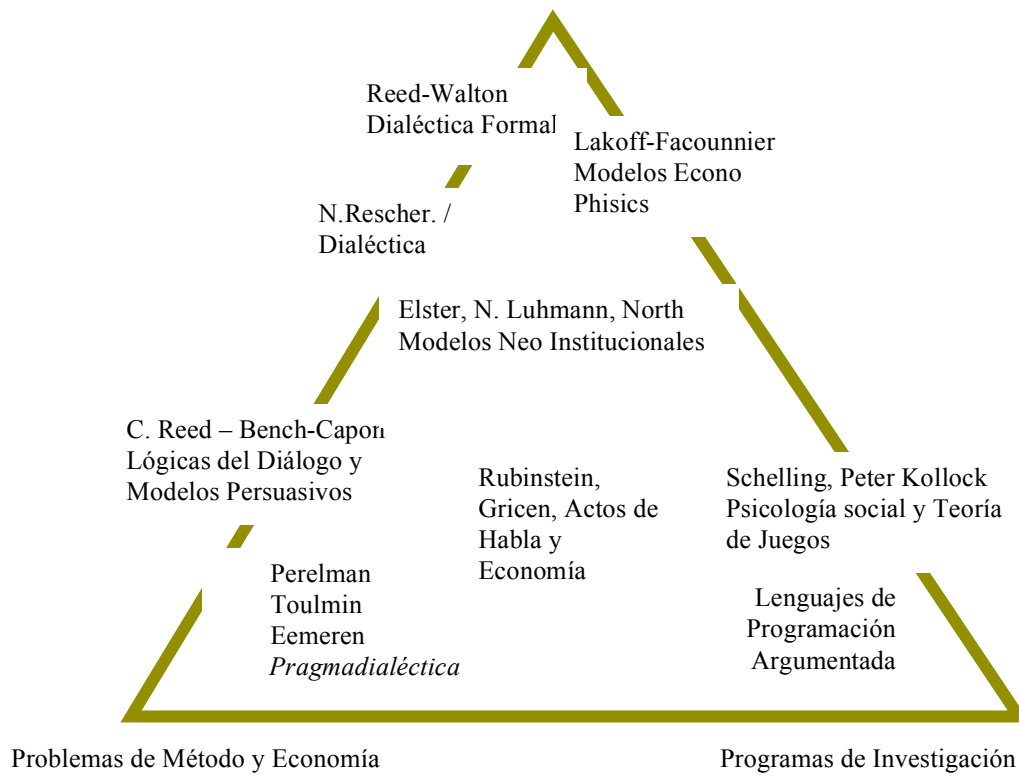 Reed-Walton
Dialéctica Formal
Lakoff-Facounnier
Modelos Econo
Phisics
N.Rescher. /
Dialéctica
Elster, N. Luhmann, North
Modelos Neo Institucionales
C. Reed – Bench-Capon
Lógicas del Diálogo y
Modelos Persuasivos
Rubinstein,
Gricen, Actos de
Habla y
Economía
Schelling, Peter Kollock
Psicología social y Teoría
de Juegos
Perelman
Toulmin
Eemeren
Pragmadialéctica
Lenguajes de
Programación
Argumentada
Problemas de Método y Economía
Programas de Investigación